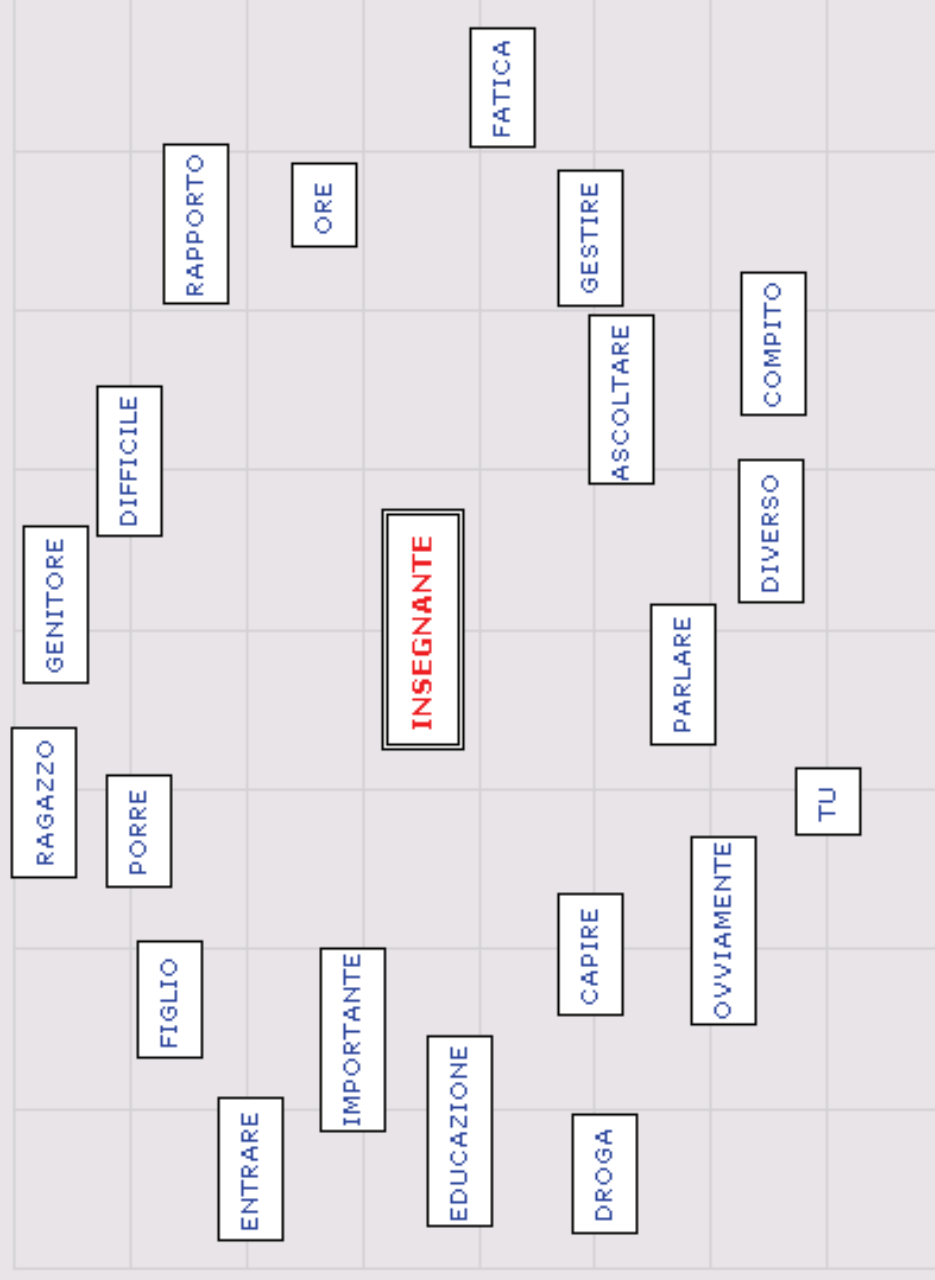 RAGAZZO
GENITORE
DIFFICILE
PORRE
FIGLIO
RAPPORTO
ENTRARE
ORE
IMPORTANTE
INSEGNANTE
EDUCAZIONE
FATICA
CAPIRE
GESTIRE
DROGA
ASCOLTARE
PARLARE
OVVIAMENTE
DIVERSO
COMPITO
TU